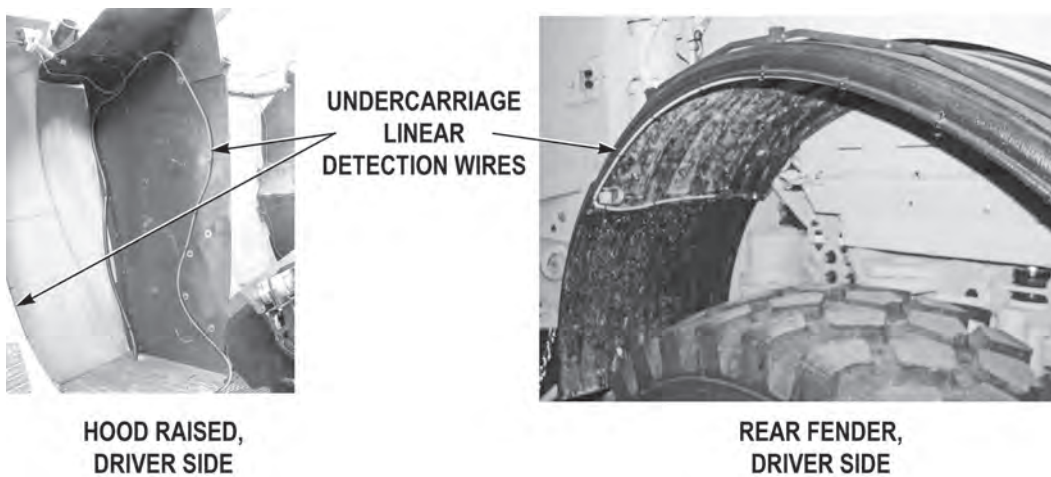 UNDERCARRIAGE
LINEAR
DETECTION WIRES
HOOD RAISED,
DRIVER SIDE
REAR FENDER,
DRIVER SIDE